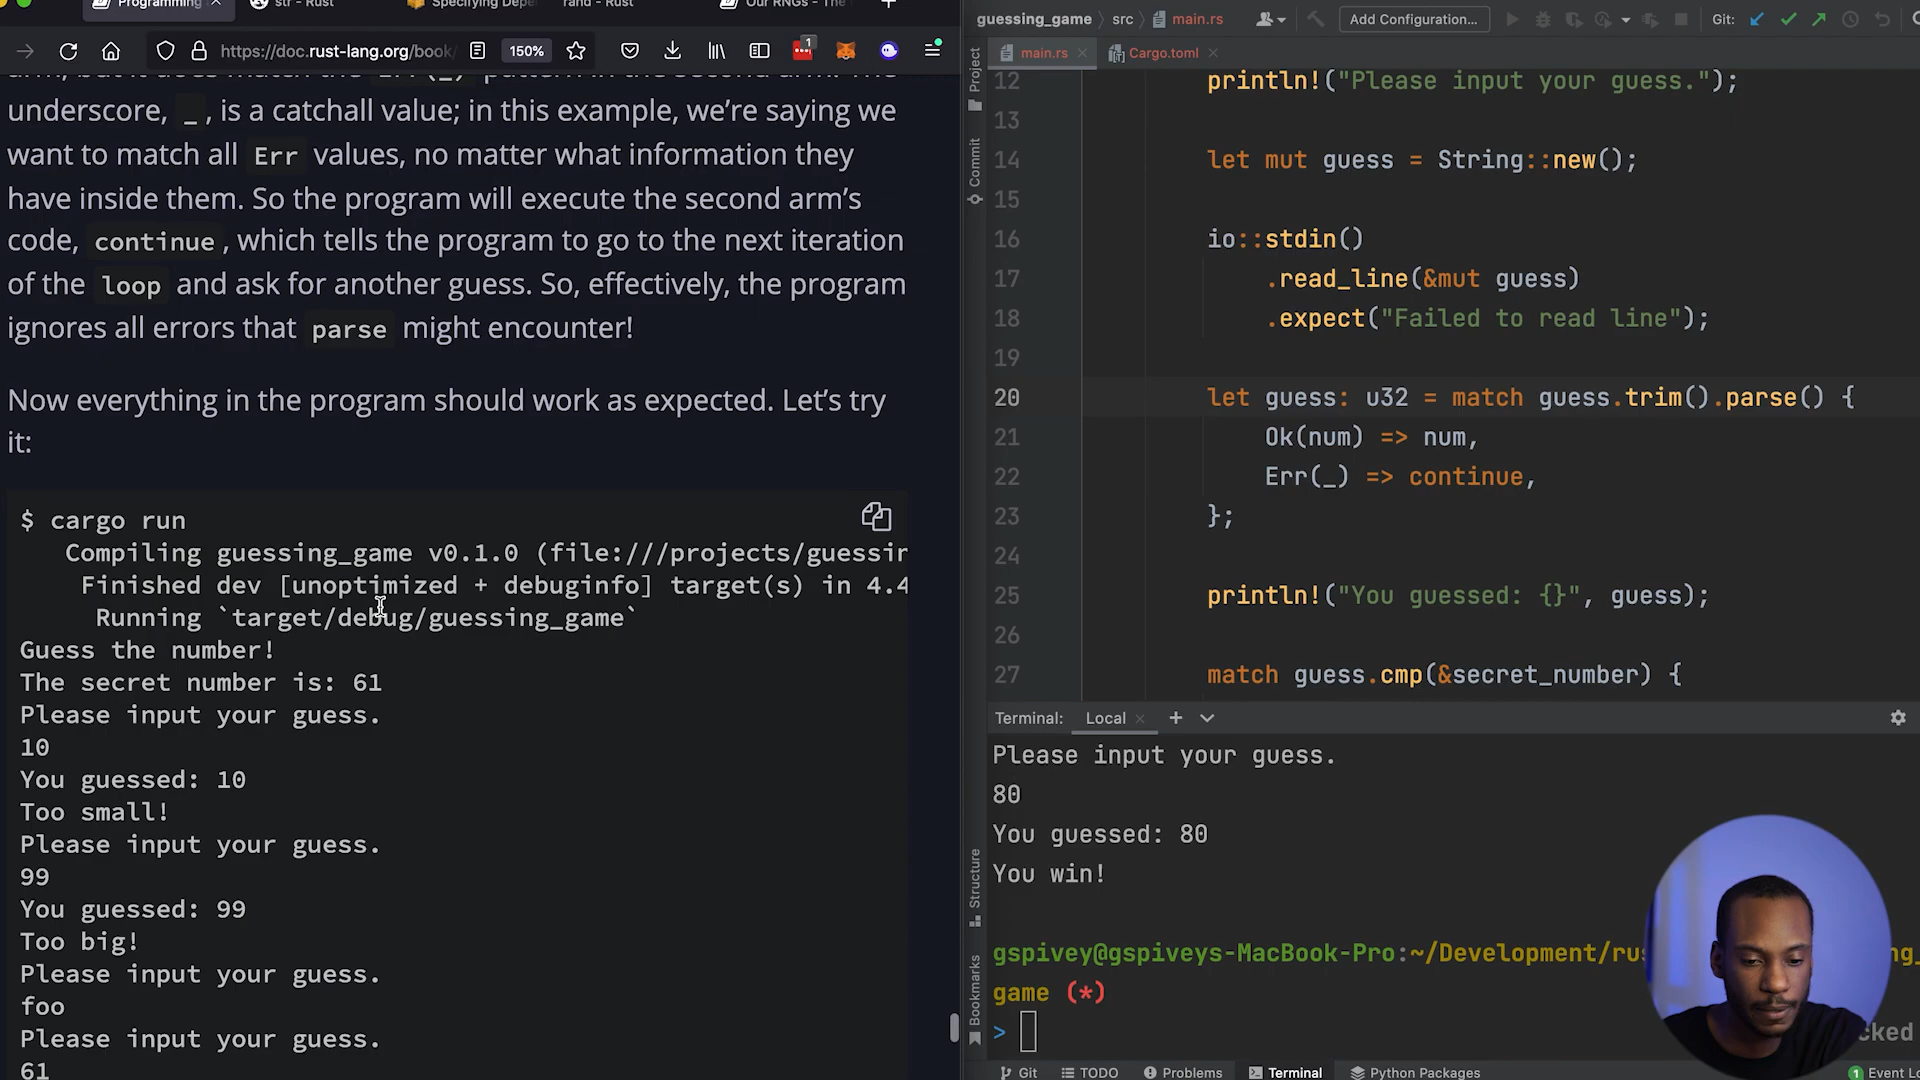 Programming
str - Rust
Specifying Depe
rand - Rust
Our RNGs - The
https://doc.rust-lang.org/book/
150%
1
underscore, _ , is a catchall value; in this example, we’re saying we
want to match all Err values, no matter what information they
have inside them. So the program will execute the second arm’s
code, continue , which tells the program to go to the next iteration
of the loop and ask for another guess. So, effectively, the program
ignores all errors that parse might encounter!
Now everything in the program should work as expected. Let’s try
it:
$ cargo run
Compiling guessing_game v0.1.0 (file:///projects/guessin
Finished dev [unoptimized + debuginfo] target(s) in 4.4
Running `target/debug/guessing_game`
Guess the number!
The secret number is: 61
Please input your guess.
10
You guessed: 10
Too small!
Please input your guess.
99
You guessed: 99
Too big!
Please input your guess.
foo
Please input your guess.
61
guessing_game
src
main.rs
Add Configuration...
Git:
main.rs
Cargo.toml
Project
Commit
Structure
Bookmarks
12 println!("Please input your guess.");
13
14 let mut guess = String::new();
15
16 io::stdin()
17 .read_line(&mut guess)
18 .expect("Failed to read line");
19
20 let guess: u32 = match guess.trim().parse() {
21 Ok(num) => num,
22 Err(_) => continue,
23 };
24
25 println!("You guessed: {}", guess);
26
27 match guess.cmp(&secret_number) {
Terminal:
Local
Please input your guess.
80
You guessed: 80
You win!
gspivey@gspiveys-MacBook-Pro:~/Development/rus
game (*)
>
Git
TODO
Problems
Terminal
Python Packages
1 Event Lo